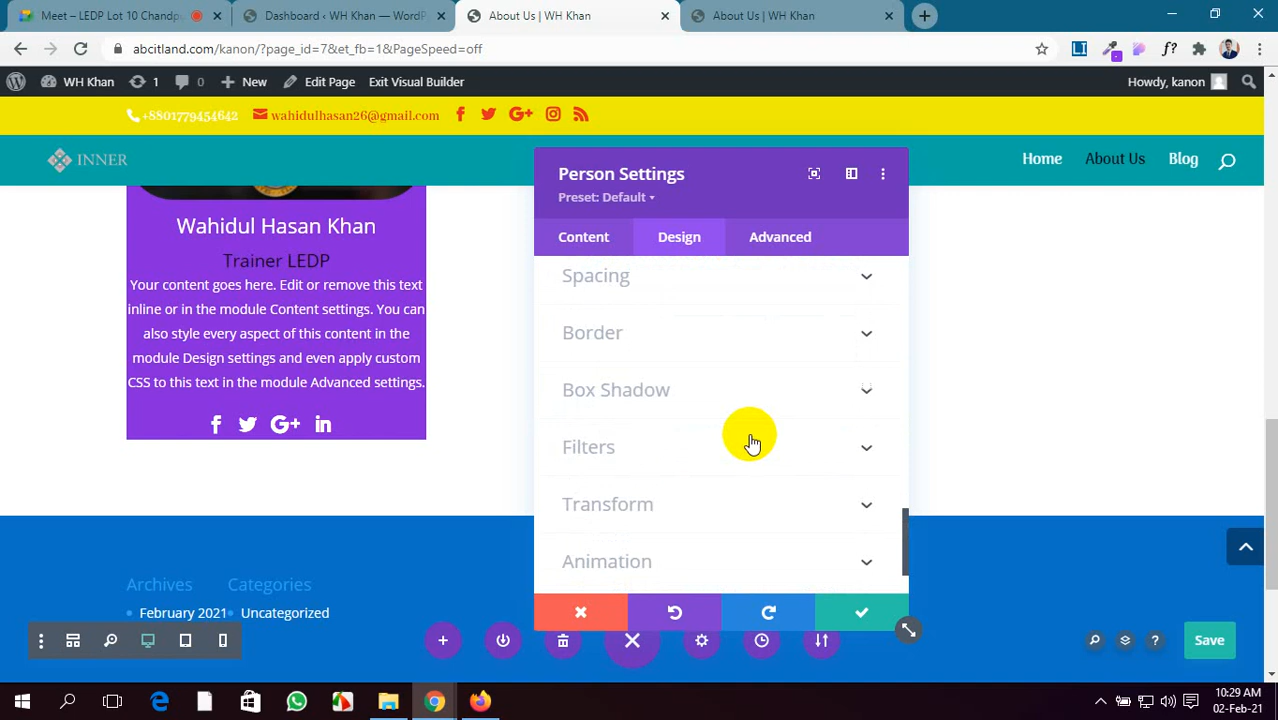 Meet – LEDP Lot 10 Chandp
Dashboard ‹ WH Khan — WordP
About Us | WH Khan
About Us | WH Khan
abcitland.com/kanon/?page_id=7&et_fb=1&PageSpeed=off
WH Khan
1
0
New
Edit Page
Exit Visual Builder
Howdy, kanon
+8801779454642
wahidulhasan26@gmail.com
INNER
Home
About Us
Blog
Wahidul Hasan Khan
Trainer LEDP
Your content goes here. Edit or remove this text
inline or in the module Content settings. You can
also style every aspect of this content in the
module Design settings and even apply custom
CSS to this text in the module Advanced settings.
Person Settings
Preset: Default
Content
Design
Advanced
Spacing
Border
Box Shadow
Filters
Transform
Animation
Archives
Categories
February 2021
Uncategorized
Save
10:29 AM
02-Feb-21